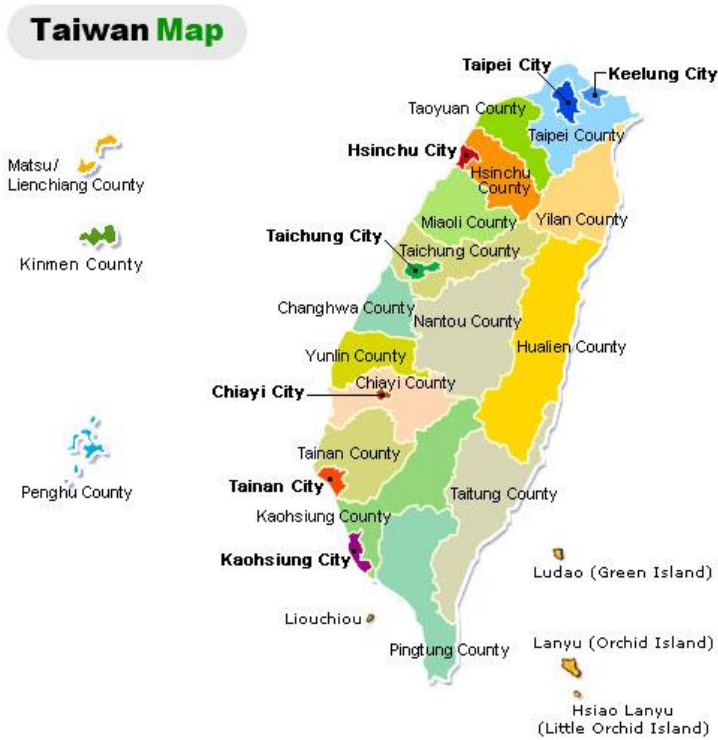 Taiwan Map
Taipei City
Keelung City
Taoyuan County
Taipei County
Hsinchu City
Hsinchu
County
Matsu/
Lienchiang County
Yilan County
Miaoli County
Taichung City
Taichung County
Kinmen County
Changhwa County
Nantou County
Hualien County
Yunlin County
Chiayi County
Chiayi City
Tainan County
Tainan City
Penghu County
Taitung County
Kaohsiung County
Kaohsiung City
Ludao (Green Island)
Liouchiou
Lanyu (Orchid Island)
Pingtung County
Hsiao Lanyu
(Little Orchid Island)